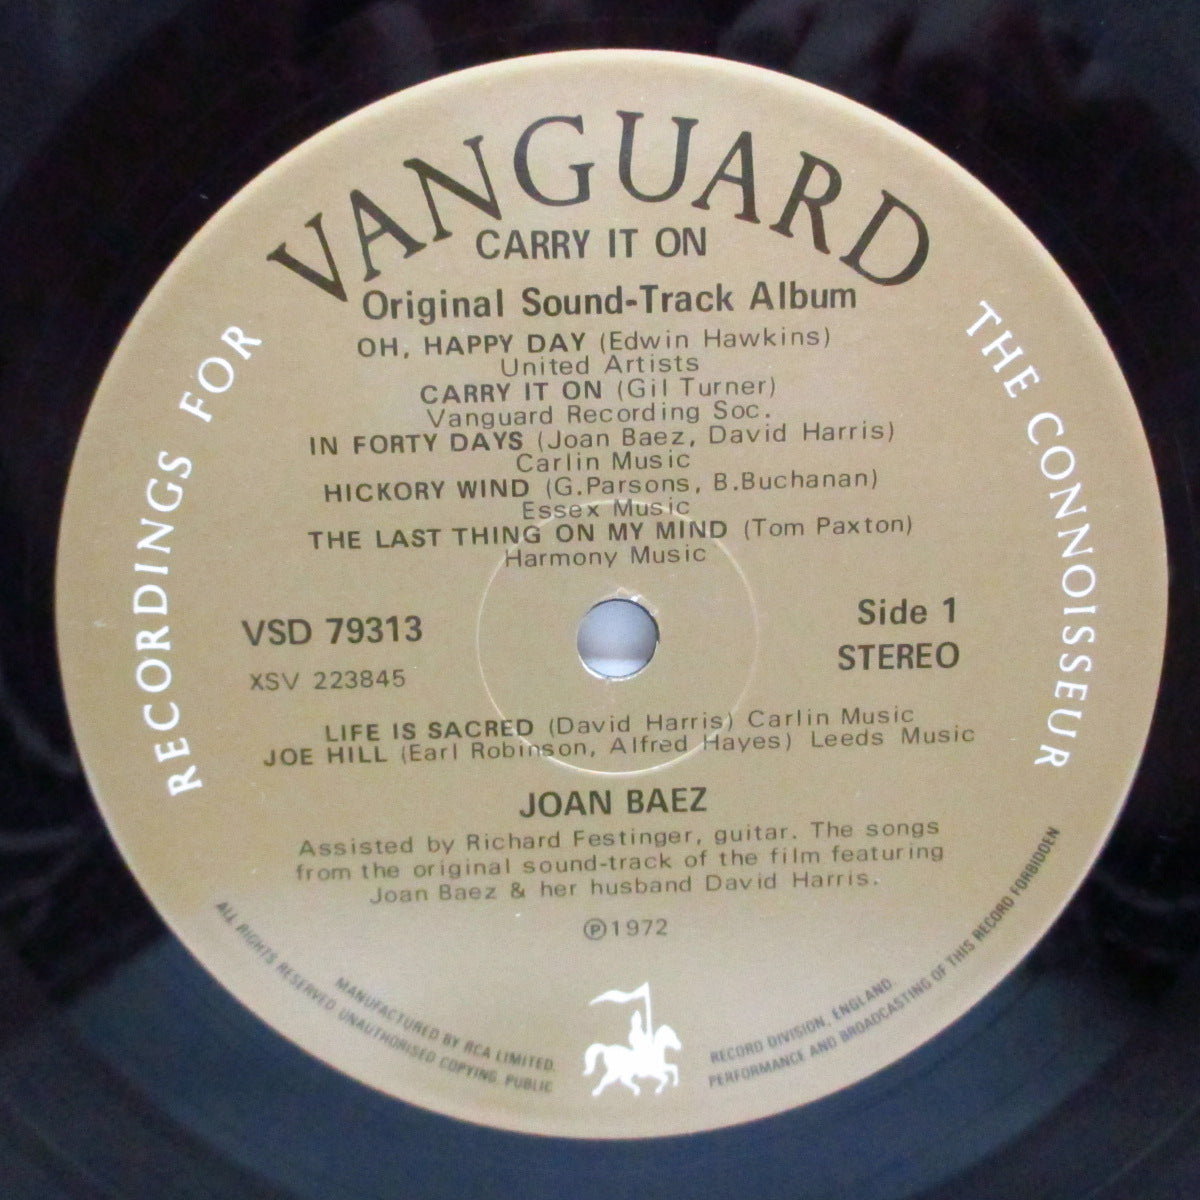 VANGUARD
RECORDINGS FOR THE CONNOISSEUR
CARRY IT ON
Original Sound-Track Album
OH, HAPPY DAY (Edwin Hawkins)
United Artists
CARRY IT ON (Gil Turner)
Vanguard Recording Soc.
IN FORTY DAYS (Joan Baez, David Harris)
Carlin Music
HICKORY WIND (G.Parsons, B.Buchanan)
Essex Music
THE LAST THING ON MY MIND (Tom Paxton)
Harmony Music
VSD 79313
XSV 223845
Side 1
STEREO
LIFE IS SACRED (David Harris) Carlin Music
JOE HILL (Earl Robinson, Alfred Hayes) Leeds Music
JOAN BAEZ
Assisted by Richard Festinger, guitar. The songs
from the original sound-track of the film featuring
Joan Baez & her husband David Harris.
℗1972
MANUFACTURED BY RCA LIMITED. RECORD DIVISION, ENGLAND
ALL RIGHTS RESERVED UNAUTHORISED COPYING, PUBLIC PERFORMANCE AND BROADCASTING OF THIS RECORD FORBIDDEN